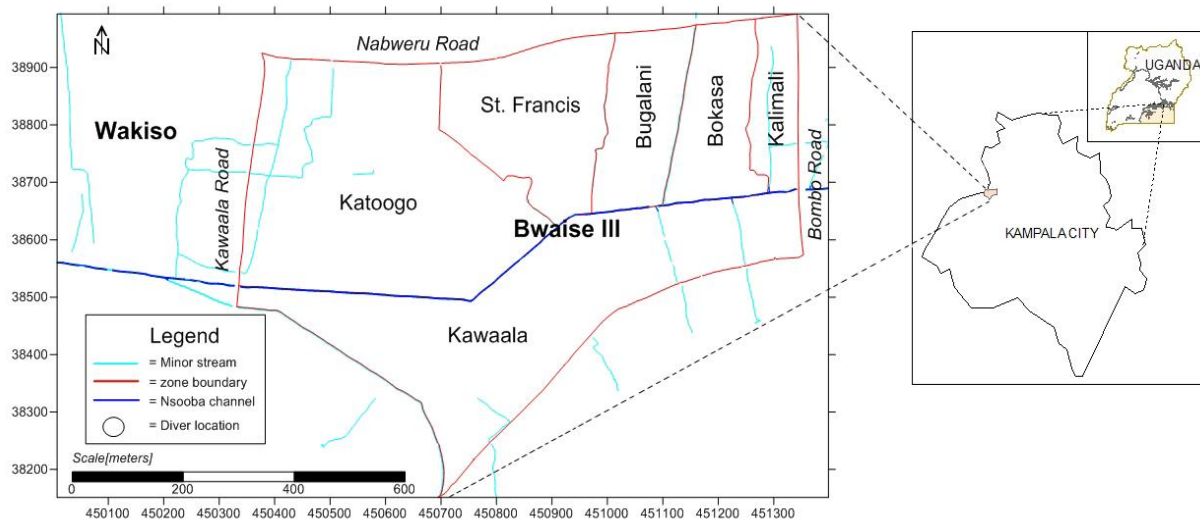 N
Nabweru Road
38900
38800
38700
38600
38500
38400
38300
38200
Wakiso
Kawaala Road
Katoogo
St. Francis
Bugalani
Bokasa
Kalimali
Bombo Road
Bwaise III
Kawaala
Legend
= Minor stream
= zone boundary
= Nsooba channel
= Diver location
Scale[meters]
0 200 400 600
450100 450200 450300 450400 450500 450600 450700 450800 450900 451000 451100 451200 451300
UGANDA
KAMPALA CITY